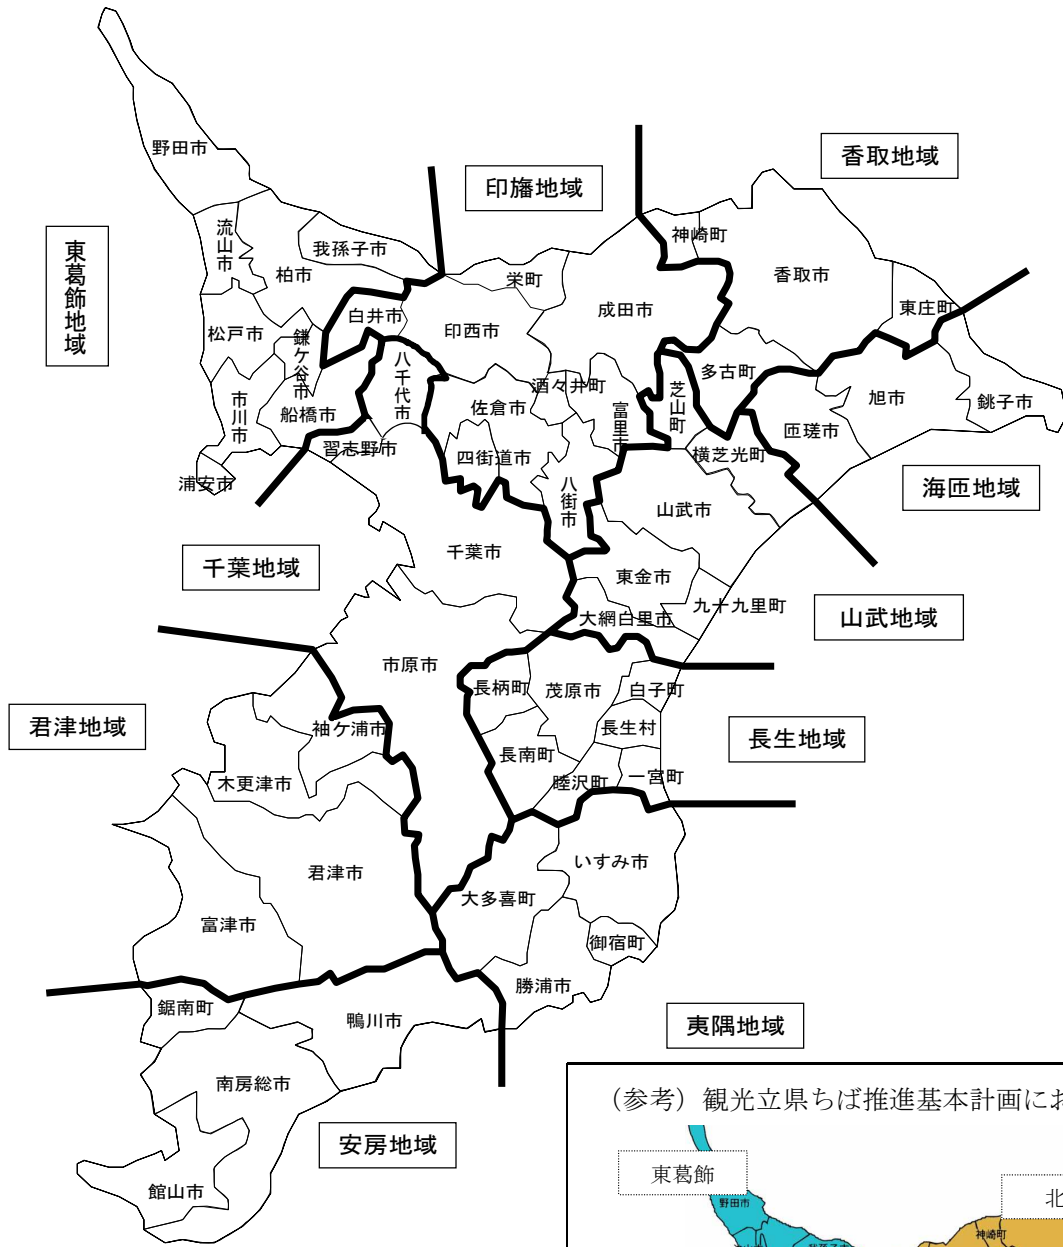 野田市
香取地域
印旛地域
東葛飾地域
流山市
我孫子市
柏市
神崎町
香取市
栄町
成田市
東庄町
松戸市
白井市
印西市
鎌ケ谷市
八千代市
多古町
旭市
銚子市
市川市
船橋市
佐倉市
酒々井町
富里市
芝山町
匝瑳市
習志野市
四街道市
横芝光町
浦安市
八街市
山武市
海匝地域
千葉市
千葉地域
東金市
九十九里町
大網白里市
山武地域
市原市
長柄町
茂原市
白子町
君津地域
袖ケ浦市
長生村
長生地域
長南町
木更津市
睦沢町
一宮町
いすみ市
君津市
大多喜町
富津市
御宿町
勝浦市
鋸南町
鴨川市
夷隅地域
南房総市
安房地域
館山市
（参考）観光立県ちば推進基本計画にお
東葛飾
北
野田市
神崎町